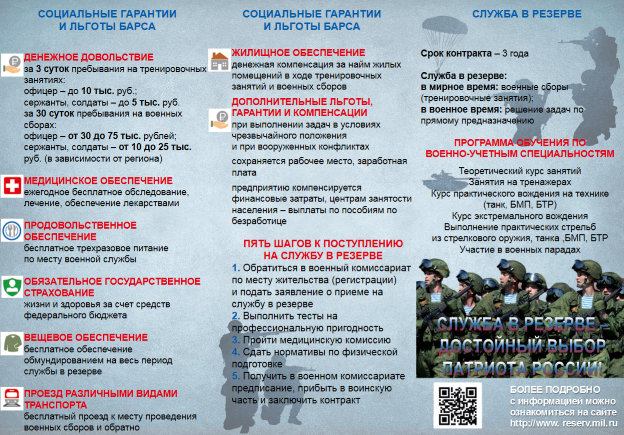 СОЦИАЛЬНЫЕ ГАРАНТИИ
И ЛЬГОТЫ БАРСА
ДЕНЕЖНОЕ ДОВОЛЬСТВИЕ
за 3 суток пребывания на тренировочных
занятиях:
офицер – до 10 тыс. руб.;
сержанты, солдаты – до 5 тыс. руб.
за 30 суток пребывания на военных
сборах:
офицер – от 30 до 75 тыс. рублей;
сержанты, солдаты – от 10 до 25 тыс.
руб. (в зависимости от региона)
МЕДИЦИНСКОЕ ОБЕСПЕЧЕНИЕ
ежегодное бесплатное обследование,
лечение, обеспечение лекарствами
ПРОДОВОЛЬСТВЕННОЕ
ОБЕСПЕЧЕНИЕ
бесплатное трехразовое питание
по месту военной службы
ОБЯЗАТЕЛЬНОЕ ГОСУДАРСТВЕННОЕ
СТРАХОВАНИЕ
жизни и здоровья за счет средств
федерального бюджета
ВЕЩЕВОЕ ОБЕСПЕЧЕНИЕ
бесплатное обеспечение
обмундированием на весь период
службы в резерве
ПРОЕЗД РАЗЛИЧНЫМИ ВИДАМИ
ТРАНСПОРТА
бесплатный проезд к месту проведения
военных сборов и обратно
СОЦИАЛЬНЫЕ ГАРАНТИИ
И ЛЬГОТЫ БАРСА
ЖИЛИЩНОЕ ОБЕСПЕЧЕНИЕ
денежная компенсация за найм жилых
помещений в ходе тренировочных
занятий и военных сборов
ДОПОЛНИТЕЛЬНЫЕ ЛЬГОТЫ,
ГАРАНТИИ И КОМПЕНСАЦИИ
при выполнении задач в условиях
чрезвычайного положения
и при вооруженных конфликтах
сохраняется рабочее место, заработная
плата
предприятию компенсируется
финансовые затраты, центрам занятости
населения – выплаты по пособиям по
безработице
ПЯТЬ ШАГОВ К ПОСТУПЛЕНИЮ
НА СЛУЖБУ В РЕЗЕРВЕ
1. Обратиться в военный комиссариат
по месту жительства (регистрации)
и подать заявление о приеме на
службу в резерве
2. Выполнить тесты на
профессиональную пригодность
3. Пройти медицинскую комиссию
4. Сдать нормативы по физической
подготовке
5. Получить в военном комиссариате
предписание, прибыть в воинскую
часть и заключить контракт
СЛУЖБА В РЕЗЕРВЕ
Срок контракта – 3 года
Служба в резерве:
в мирное время: военные сборы
(тренировочные занятия);
в военное время: решение задач по
прямому предназначению
ПРОГРАММА ОБУЧЕНИЯ ПО
ВОЕННО-УЧЕТНЫМ СПЕЦИАЛЬНОСТЯМ
Теоретический курс занятий
Занятия на тренажерах
Курс практического вождения на технике
(танк, БМП, БТР)
Курс экстремального вождения
Выполнение практических стрельб
из стрелкового оружия, танка ,БМП, БТР
Участие в военных парадах
СЛУЖБА В РЕЗЕРВЕ –
ДОСТОЙНЫЙ ВЫБОР
ПАТРИОТА РОССИИ!
БОЛЕЕ ПОДРОБНО
с информацией можно
ознакомиться на сайте
http://www. reserv.mil.ru